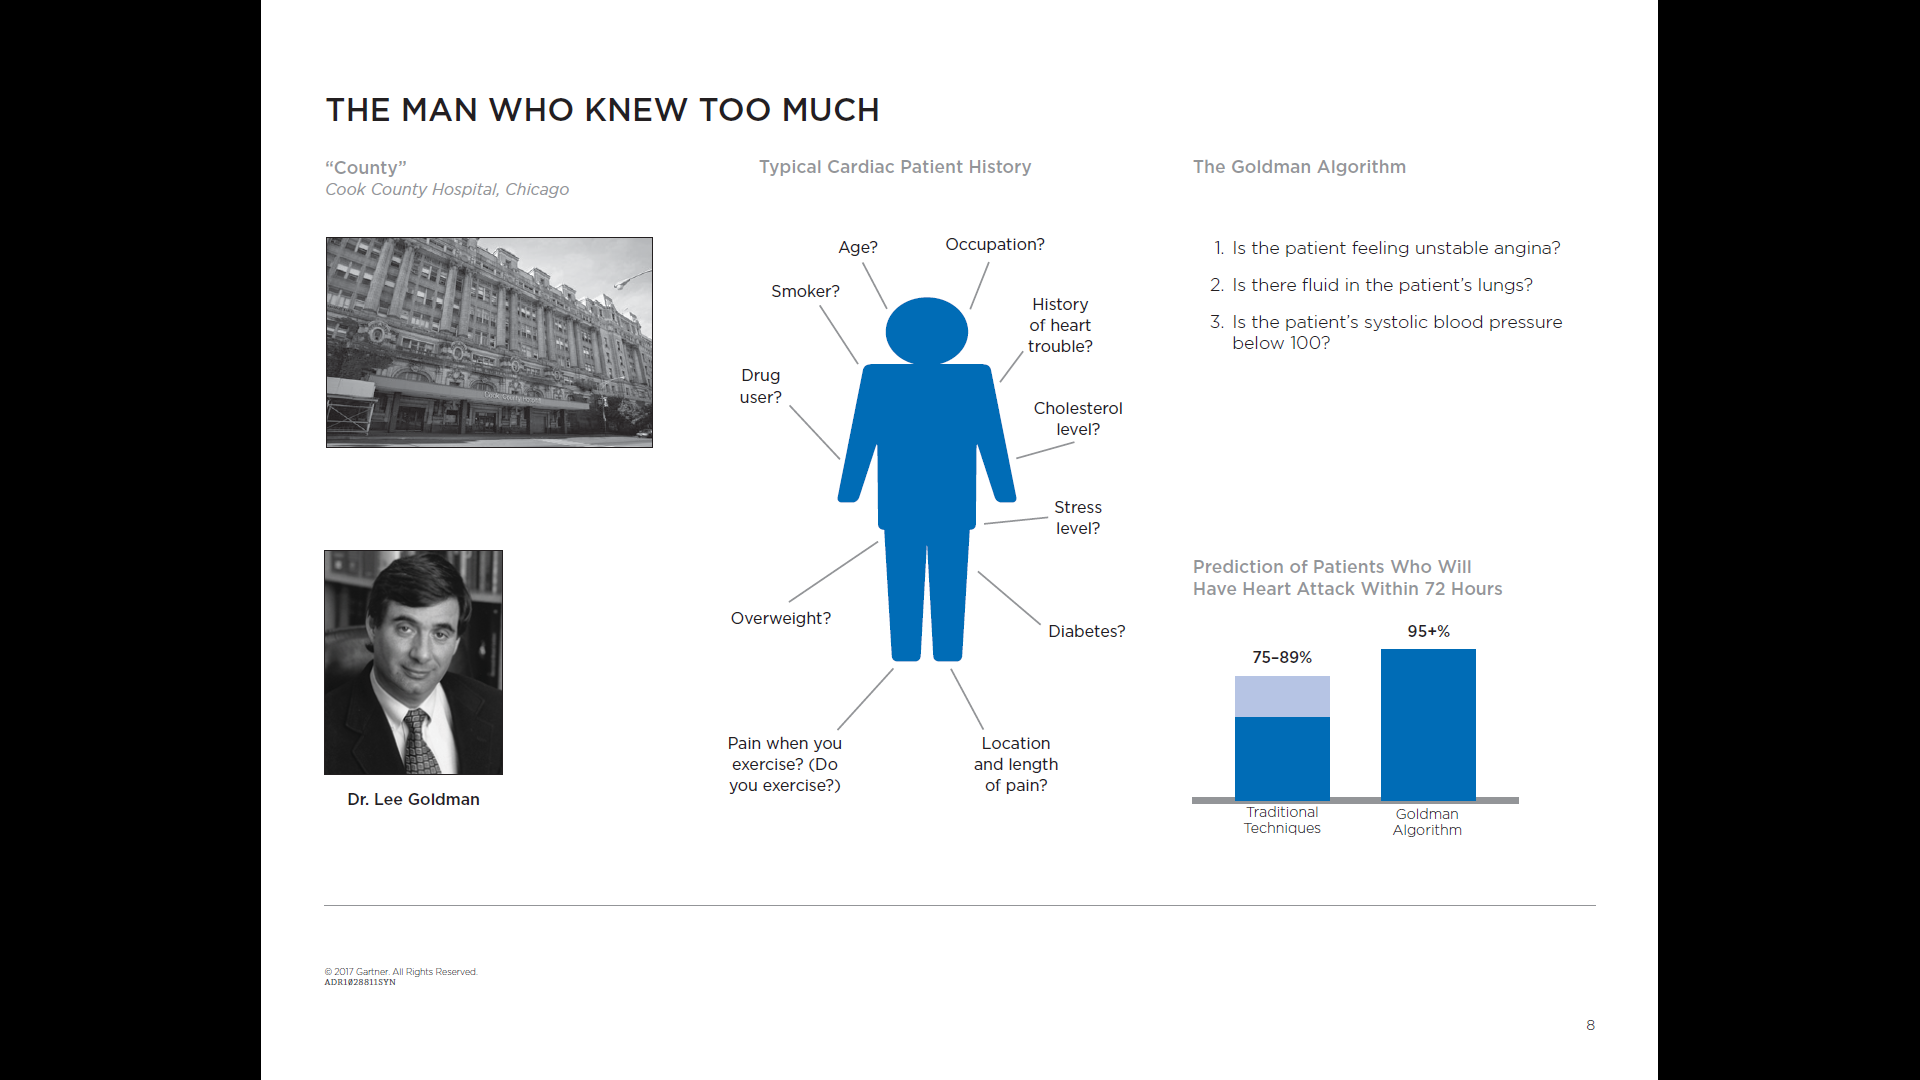 THE MAN WHO KNEW TOO MUCH
“County”
Cook County Hospital, Chicago
Cook County Hospital
Dr. Lee Goldman
Typical Cardiac Patient History
Age?
Occupation?
Smoker?
History
of heart
trouble?
Drug
user?
Cholesterol
level?
Stress
level?
Overweight?
Diabetes?
Pain when you
exercise? (Do
you exercise?)
Location
and length
of pain?
The Goldman Algorithm
1. Is the patient feeling unstable angina?
2. Is there fluid in the patient’s lungs?
3. Is the patient’s systolic blood pressure
below 100?
Prediction of Patients Who Will
Have Heart Attack Within 72 Hours
75–89%
95+%
Traditional
Techniques
Goldman
Algorithm
© 2017 Gartner. All Rights Reserved.
ADR1028811SYN
8